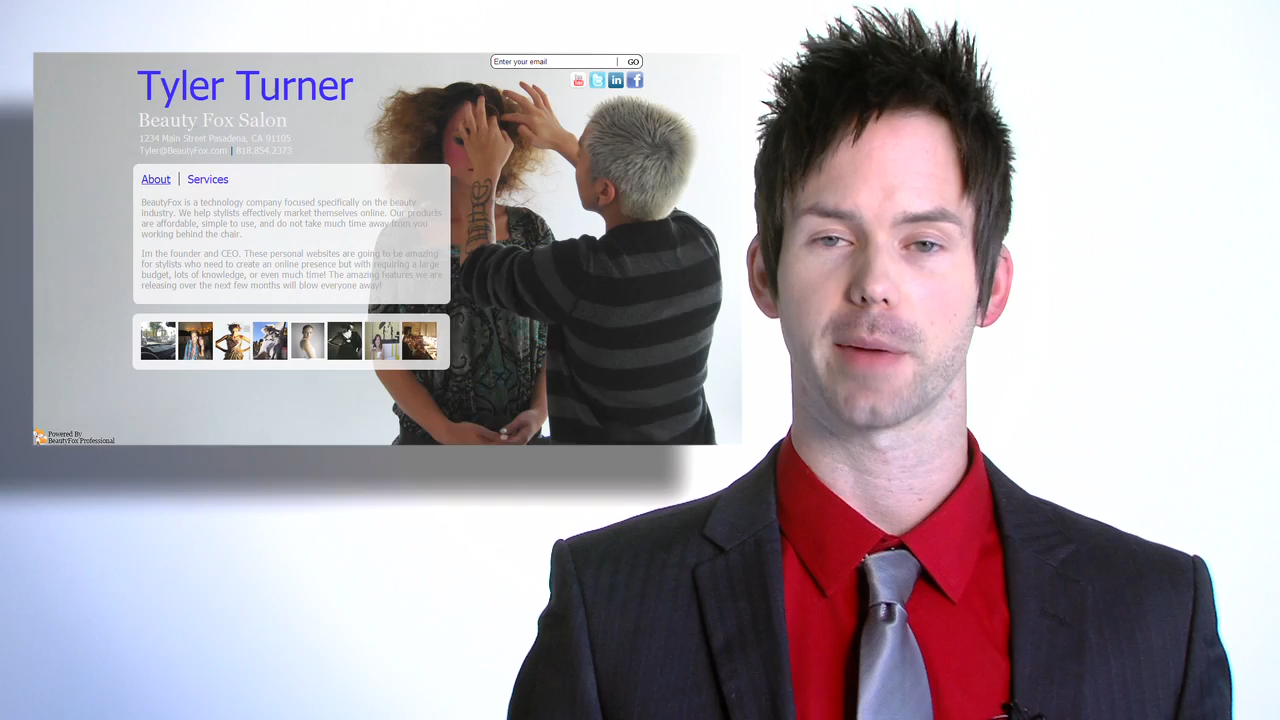 Enter your email | GO
You Tube
Tyler Turner
Beauty Fox Salon
1234 Main Street Pasadena, CA 91105
Tyler@BeautyFox.com | 818.854.2373
About | Services
BeautyFox is a technology company focused specifically on the beauty
industry. We help stylists effectively market themselves online. Our products
are affordable, simple to use, and do not take much time away from you
working behind the chair.
Im the founder and CEO. These personal websites are going to be amazing
for stylists who need to create an online presence but with requiring a large
budget, lots of knowledge, or even much time! The amazing features we are
releasing over the next few months will blow everyone away!
Powered By
BeautyFox Professional